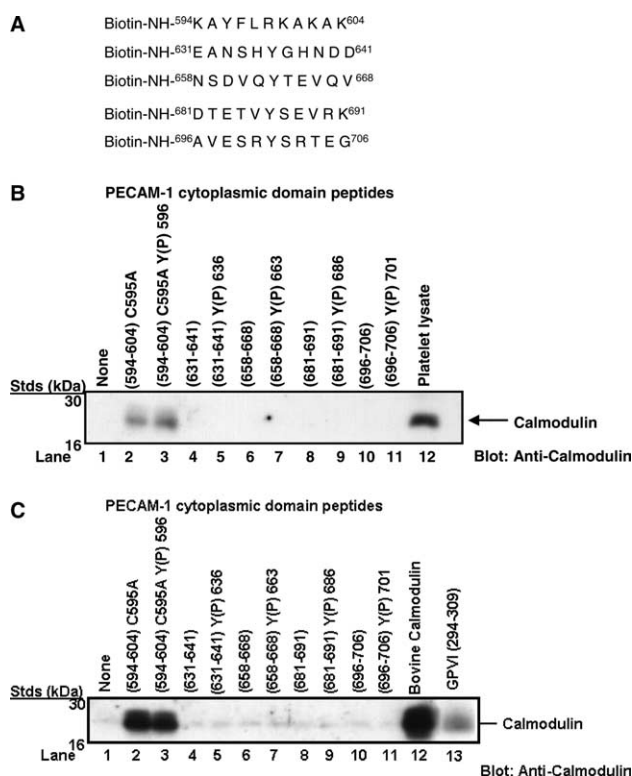 A
Biotin-NH-594K A Y F L R K A K A K604
Biotin-NH-631E A N S H Y G H N D D641
Biotin-NH-658N S D V Q Y T E V Q V668
Biotin-NH-681D T E T V Y S E V R K691
Biotin-NH-696A V E S R Y S R T E G706
B
PECAM-1 cytoplasmic domain peptides
None
(594-604) C595A
(594-604) C595A Y(P) 596
(631-641)
(631-641) Y(P) 636
(658-668)
(658-668) Y(P) 663
(681-691)
(681-691) Y(P) 686
(696-706)
(696-706) Y(P) 701
Platelet lysate
Stds (kDa)
30
16
Calmodulin
Lane 1 2 3 4 5 6 7 8 9 10 11 12
Blot: Anti-Calmodulin
C
PECAM-1 cytoplasmic domain peptides
None
(594-604) C595A
(594-604) C595A Y(P) 596
(631-641)
(631-641) Y(P) 636
(658-668)
(658-668) Y(P) 663
(681-691)
(681-691) Y(P) 686
(696-706)
(696-706) Y(P) 701
Bovine Calmodulin
GPVI (294-309)
Stds (kDa)
30
16
Calmodulin
Lane 1 2 3 4 5 6 7 8 9 10 11 12 13
Blot: Anti-Calmodulin